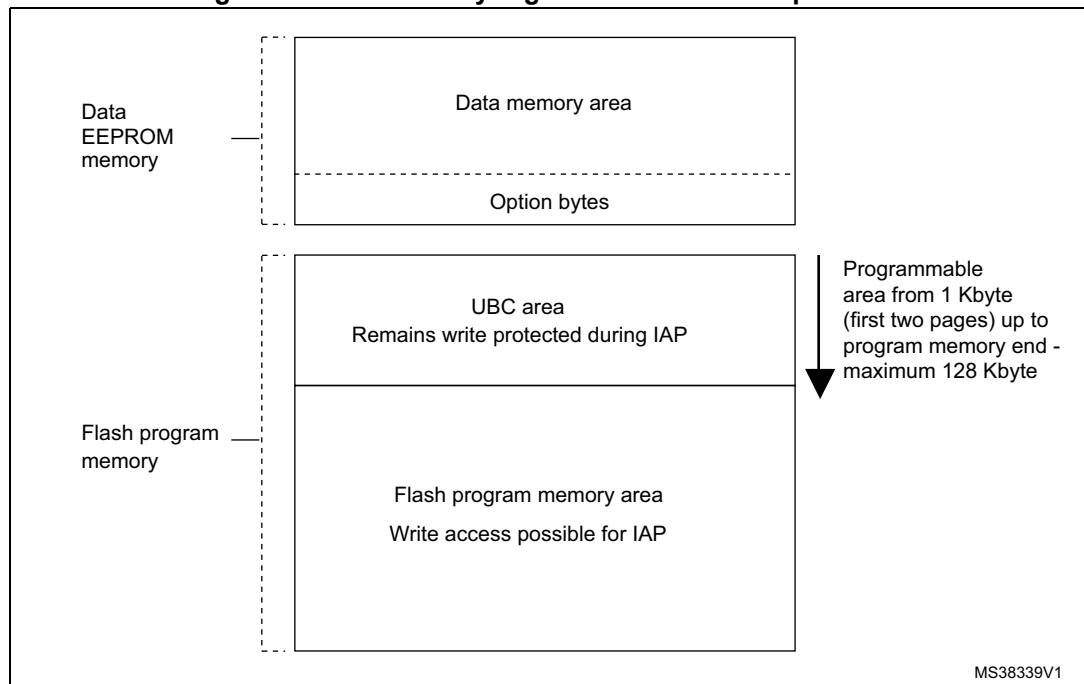 Data
EEPROM
memory
Data memory area
Option bytes
Programmable
area from 1 Kbyte
(first two pages) up to
program memory end -
maximum 128 Kbyte
UBC area
Remains write protected during IAP
Flash program
memory
Flash program memory area
Write access possible for IAP
MS38339V1